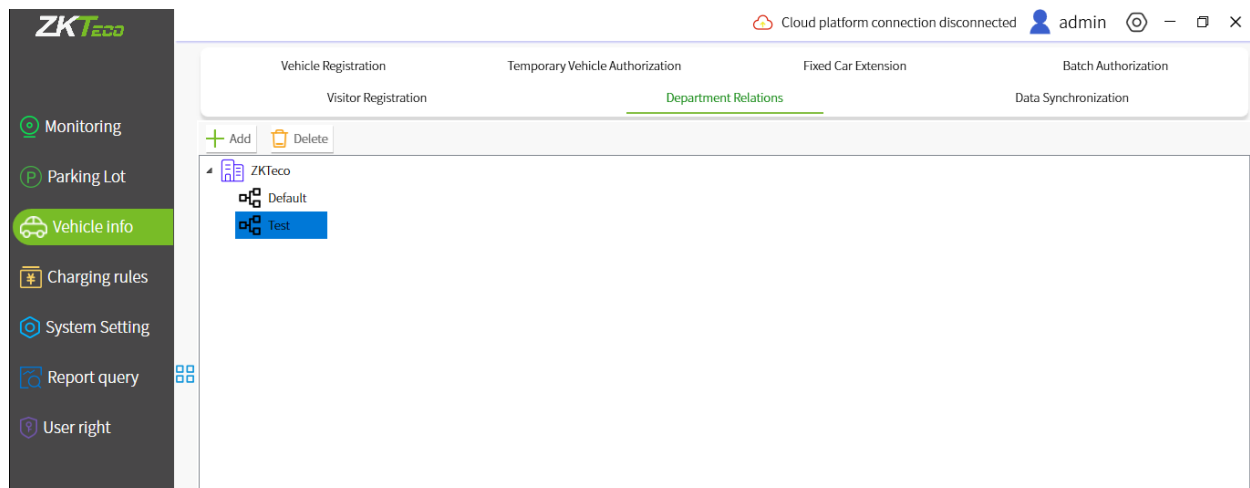 ZKTeco
Cloud platform connection disconnected admin
Vehicle Registration Temporary Vehicle Authorization Fixed Car Extension Batch Authorization
Visitor Registration Department Relations Data Synchronization
Add Delete
ZKTeco
Default
Test
Monitoring
P Parking Lot
Vehicle info
¥ Charging rules
System Setting
Report query
User right